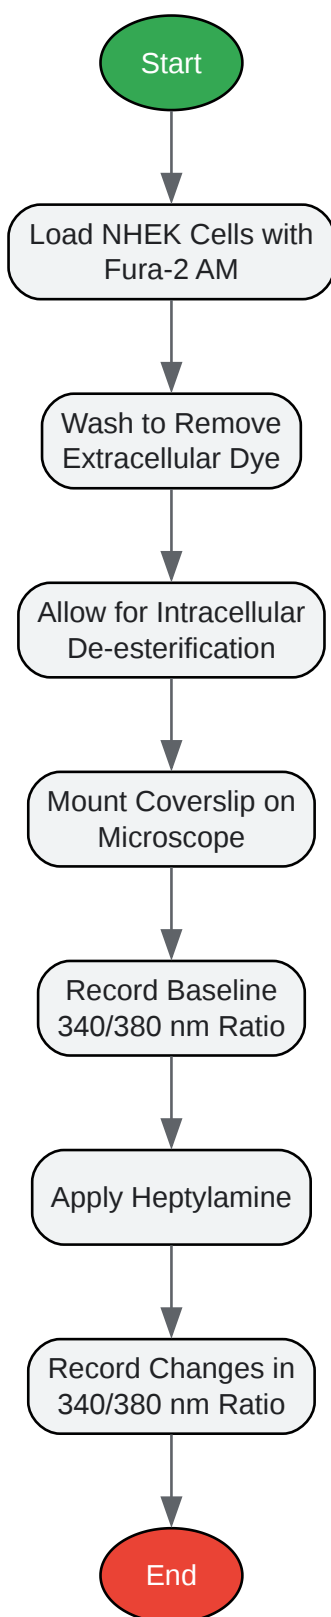 Start
Load NHEK Cells with
Fura-2 AM
Wash to Remove
Extracellular Dye
Allow for Intracellular
De-esterification
Mount Coverslip on
Microscope
Record Baseline
340/380 nm Ratio
Apply Heptylamine
Record Changes in
340/380 nm Ratio
End